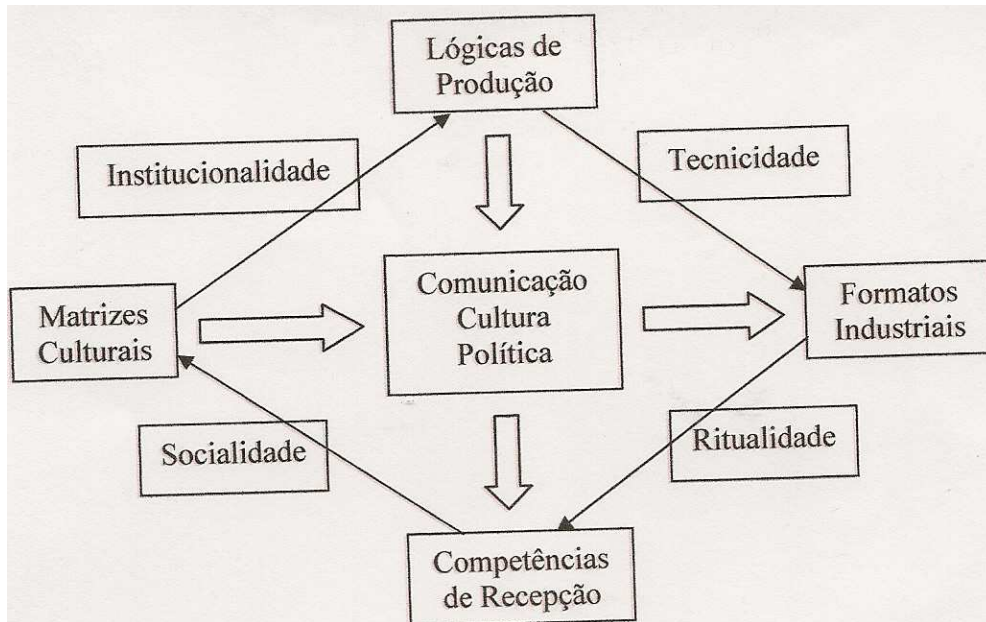 Lógicas de
Produção
Institucionalidade
Tecnicidade
Comunicação
Cultura
Política
Matrizes
Culturais
Formatos
Industriais
Socialidade
Ritualidade
Competências
de Recepção